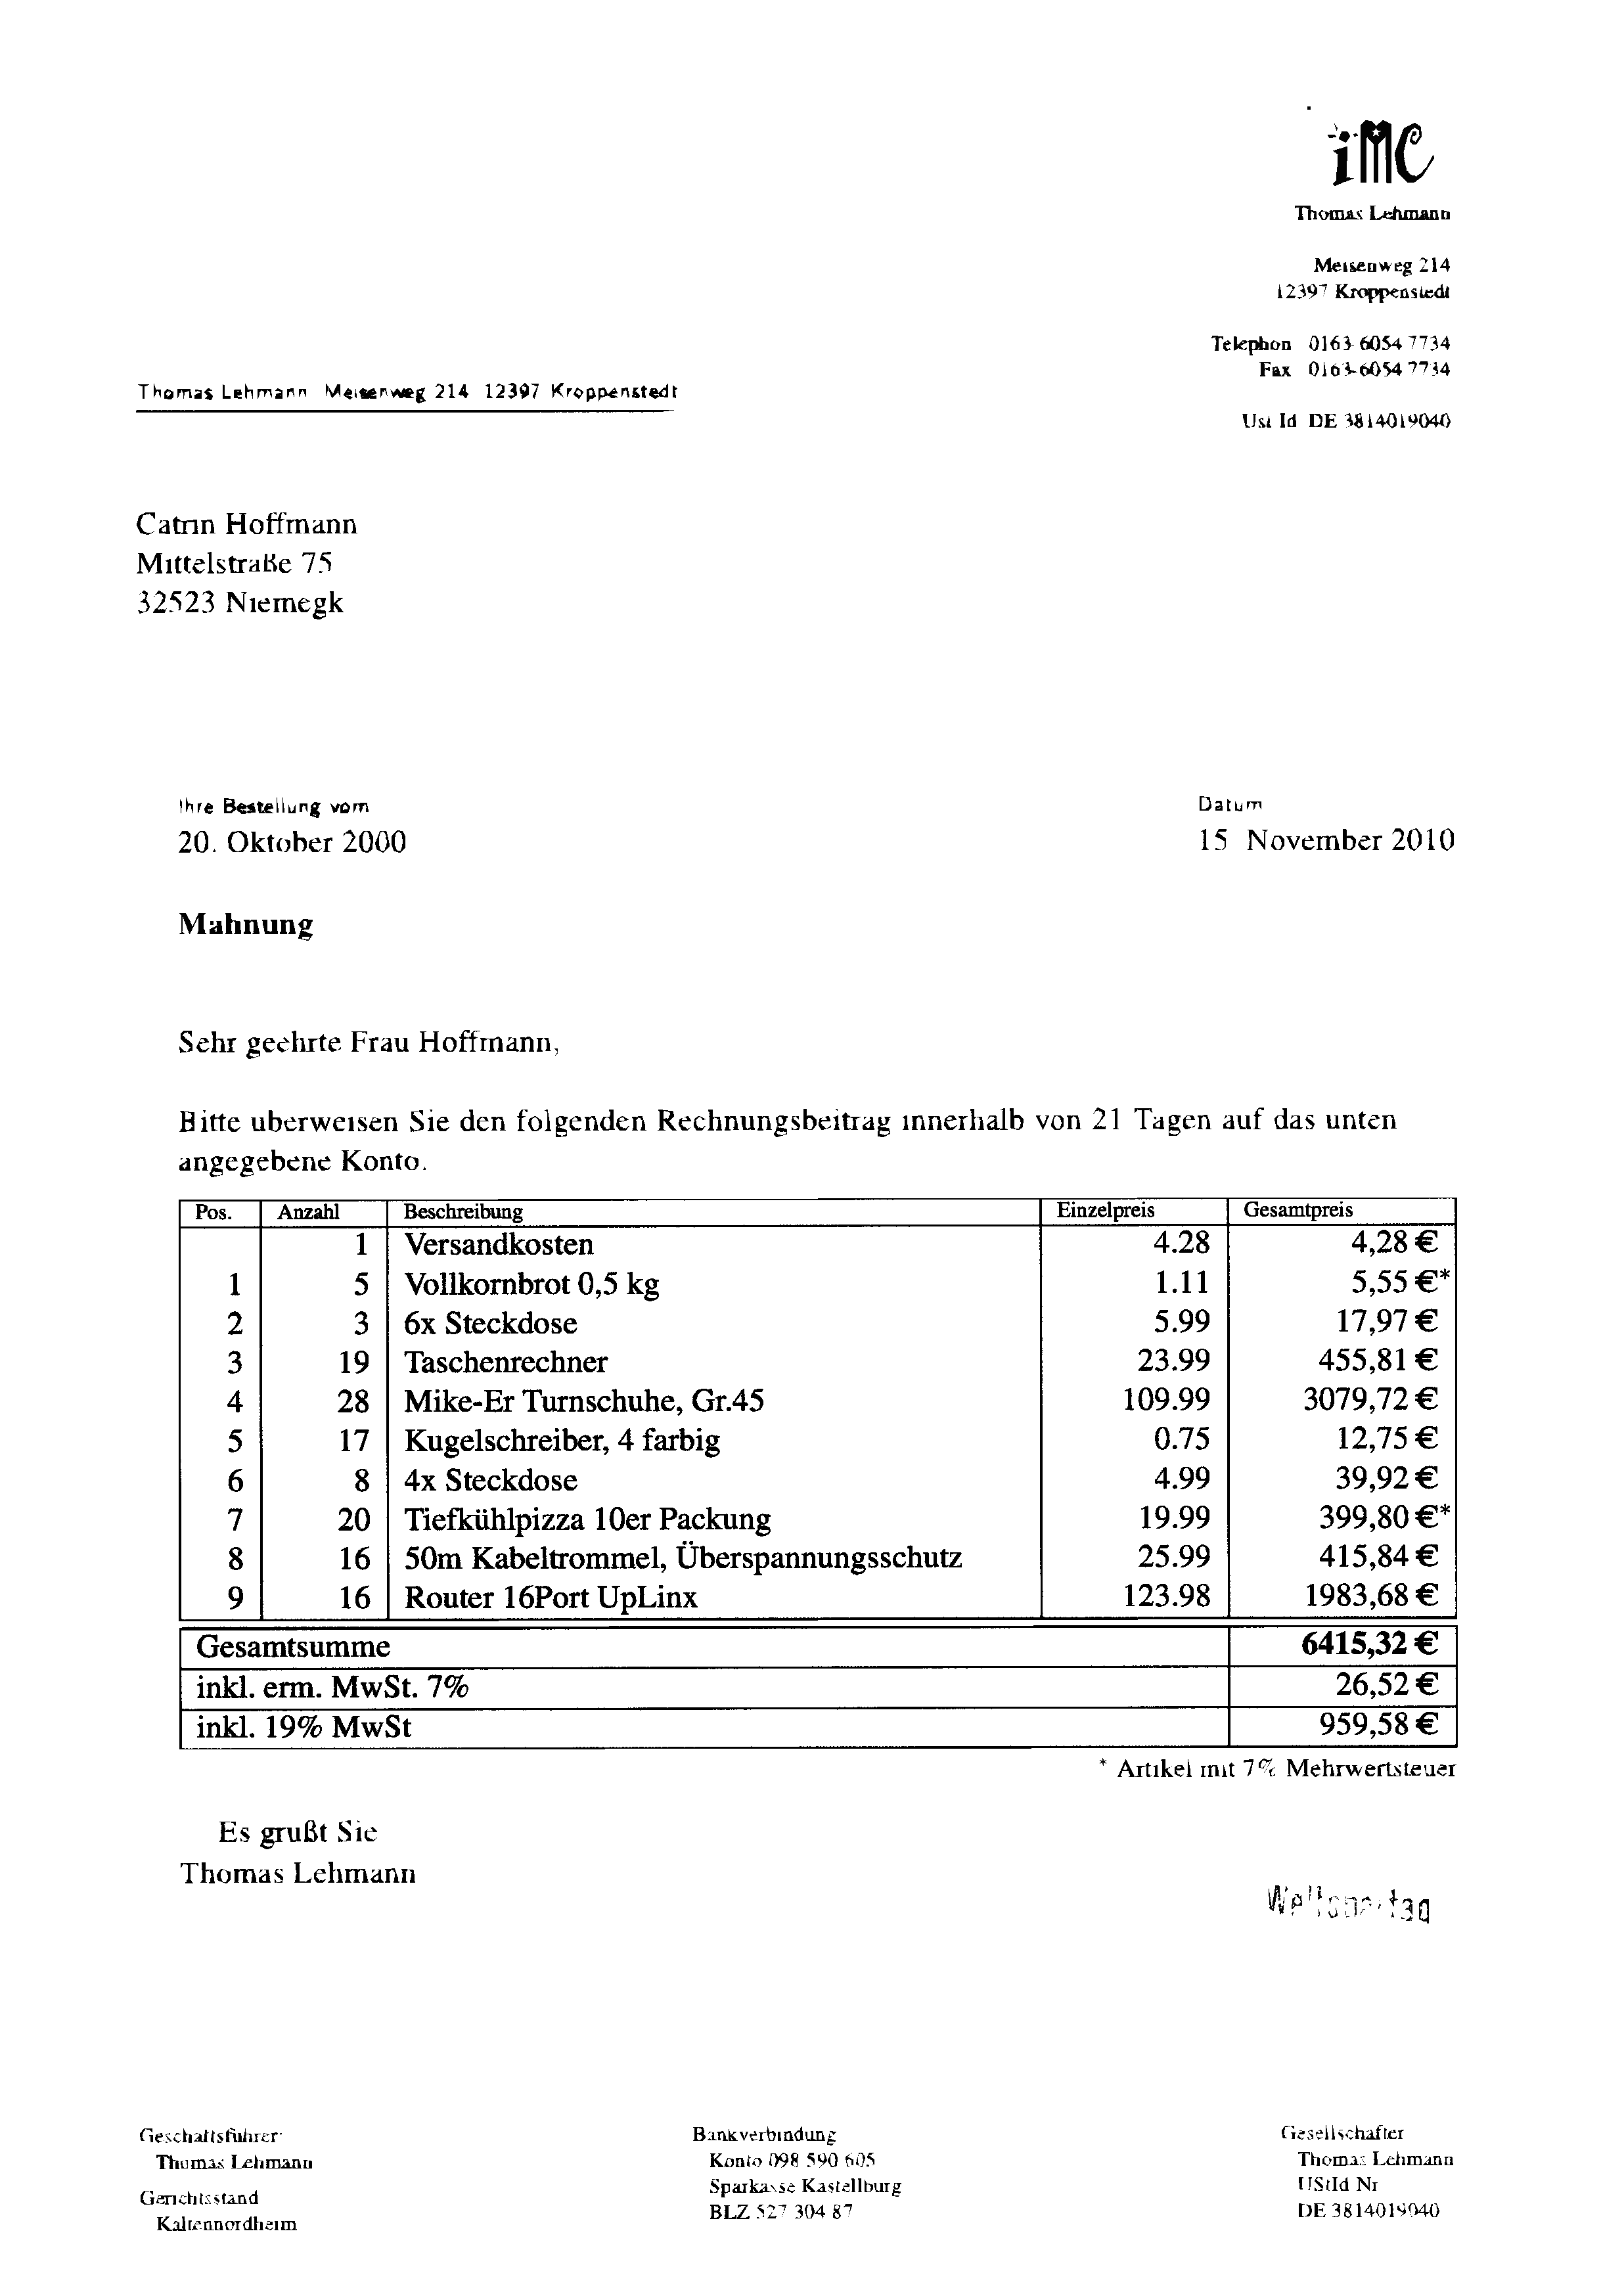 iMC
Thomas Lehmann
Meisenweg 214
12397 Kroppenstedt
Telephon 0163-6054 7734
Fax 0163-6054 7734
Ust Id DE 3814019040
Thomas Lehmann Meisenweg 214 12397 Kroppenstedt
Catrin Hoffmann
Mittelstraße 75
32523 Niemegk
Ihre Bestellung vom
20. Oktober 2000
Datum
15 November 2010
Mahnung
Sehr geehrte Frau Hoffmann,
Bitte uberweisen Sie den folgenden Rechnungsbeitrag innerhalb von 21 Tagen auf das unten
angegebene Konto.
Pos. Anzahl Beschreibung Einzelpreis Gesamtpreis
1 Versandkosten 4.28 4,28 €
1 5 Vollkornbrot 0,5 kg 1.11 5,55 €*
2 3 6x Steckdose 5.99 17,97 €
3 19 Taschenrechner 23.99 455,81 €
4 28 Mike-Er Turnschuhe, Gr.45 109.99 3079,72 €
5 17 Kugelschreiber, 4 farbig 0.75 12,75 €
6 8 4x Steckdose 4.99 39,92 €
7 20 Tiefkühlpizza 10er Packung 19.99 399,80 €*
8 16 50m Kabeltrommel, Überspannungsschutz 25.99 415,84 €
9 16 Router 16Port UpLinx 123.98 1983,68 €
Gesamtsumme 6415,32 €
inkl. erm. MwSt. 7% 26,52 €
inkl. 19% MwSt 959,58 €
* Artikel mit 7% Mehrwertsteuer
Es grußt Sie
Thomas Lehmann
Geschaftsführer
Thomas Lehmann
Gerichtsstand
Kaltennordheim
Bankverbindung
Konto 098 590 605
Sparkasse Kastellburg
BLZ 527 304 87
Gesellschafter
Thomas Lehmann
UStId Nr
DE 3814019040